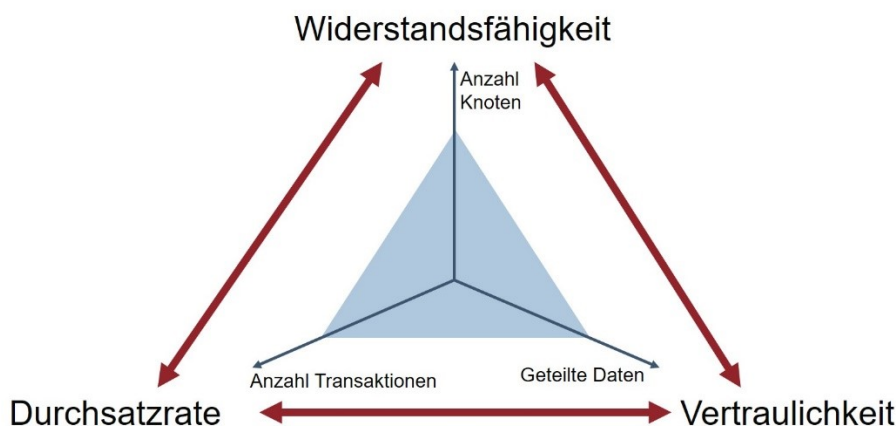 Widerstandsfähigkeit
Anzahl
Knoten
Anzahl Transaktionen
Geteilte Daten
Durchsatzrate
Vertraulichkeit